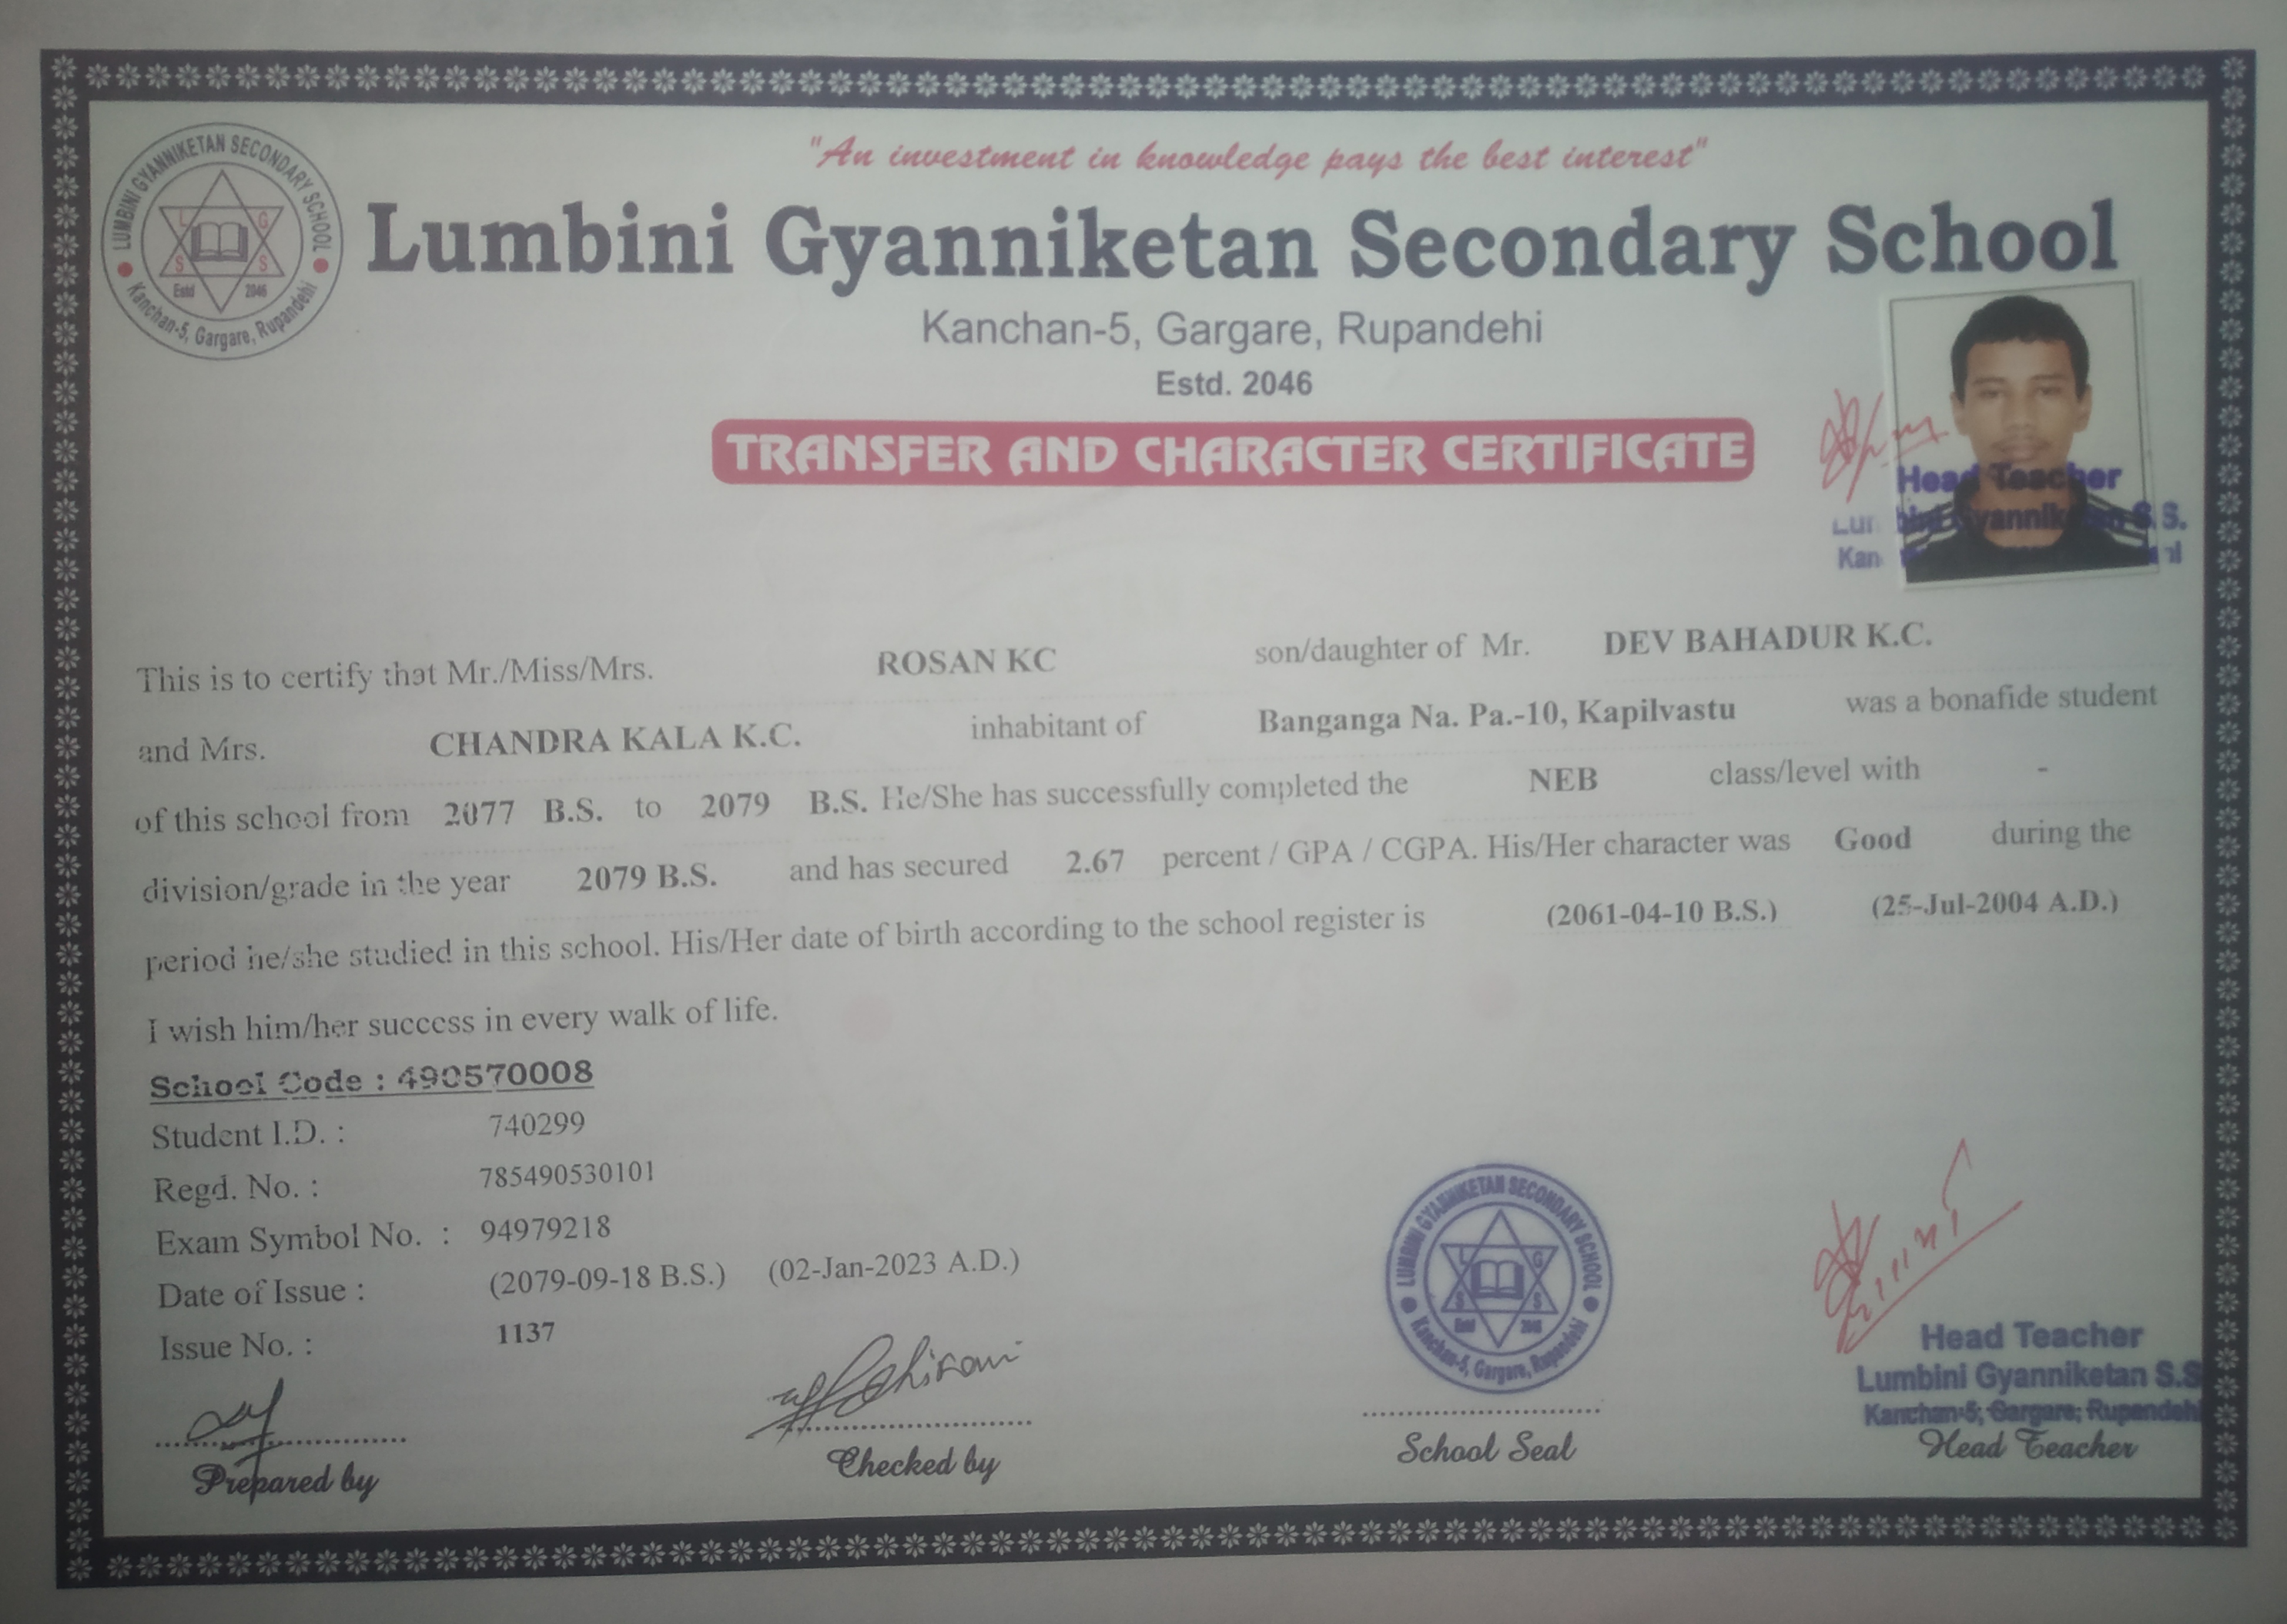 "An investment in knowledge pays the best interest"
LUMBINI GYANNIKETAN SECONDARY SCHOOL
L G
S S
Estd 2046
Kanchan-5, Gargare, Rupandehi
Lumbini Gyanniketan Secondary School
Kanchan-5, Gargare, Rupandehi
Estd. 2046
TRANSFER AND CHARACTER CERTIFICATE
Head Teacher
Lumbini Gyanniketan S.S.
This is to certify that Mr./Miss/Mrs. ROSAN KC son/daughter of Mr. DEV BAHADUR K.C.
and Mrs. CHANDRA KALA K.C. inhabitant of Banganga Na. Pa.-10, Kapilvastu was a bonafide student
of this school from 2077 B.S. to 2079 B.S. He/She has successfully completed the NEB class/level with -
division/grade in the year 2079 B.S. and has secured 2.67 percent / GPA / CGPA. His/Her character was Good during the
period he/she studied in this school. His/Her date of birth according to the school register is (2061-04-10 B.S.) (25-Jul-2004 A.D.)
I wish him/her success in every walk of life.
School Code : 490570008
Student I.D. : 740299
Regd. No. : 785490530101
Exam Symbol No. : 94979218
Date of Issue : (2079-09-18 B.S.) (02-Jan-2023 A.D.)
Issue No. : 1137
Prepared by
Checked by
LUMBINI GYANNIKETAN SECONDARY SCHOOL
L G
S S
Estd 2046
Kanchan-5, Gargare, Rupandehi
School Seal
Head Teacher
Lumbini Gyanniketan S.S
Kanchan-5, Gargare, Rupandehi
Head Teacher